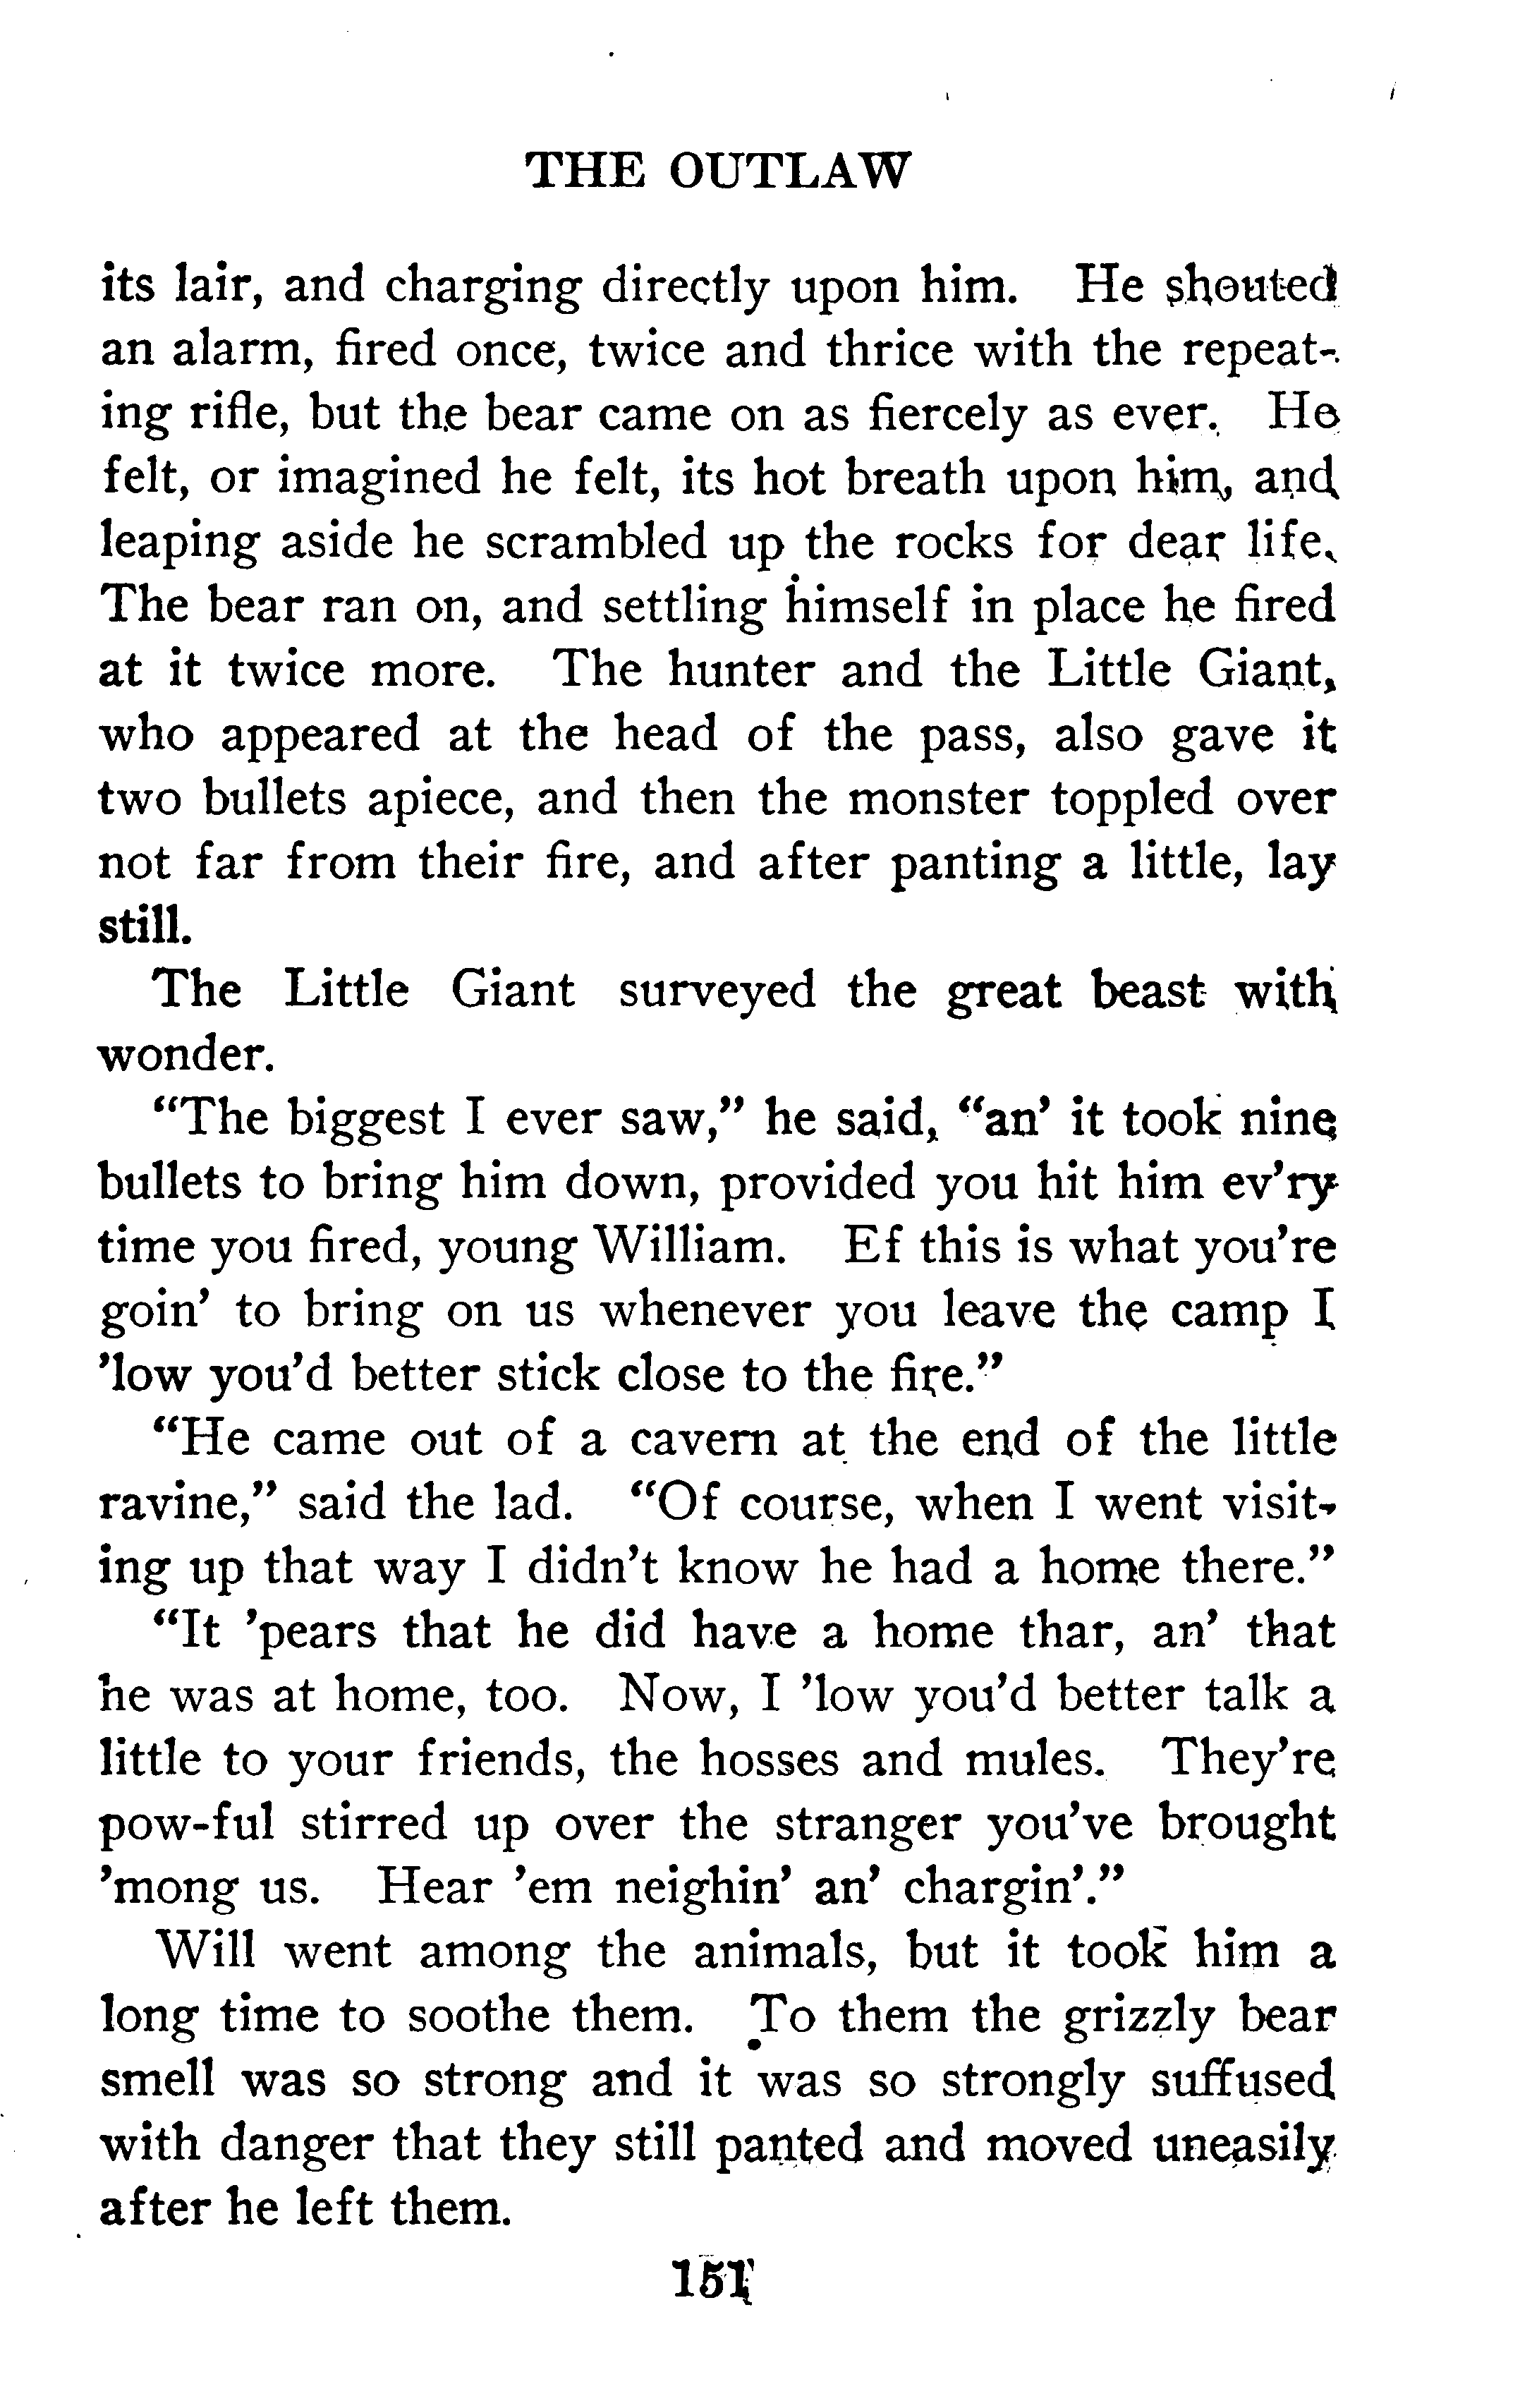 THE OUTLAW
its lair, and charging directly upon him. He shouted
an alarm, fired once, twice and thrice with the repeat-
ing rifle, but the bear came on as fiercely as ever. He
felt, or imagined he felt, its hot breath upon him, and
leaping aside he scrambled up the rocks for dear life.
The bear ran on, and settling himself in place he fired
at it twice more. The hunter and the Little Giant,
who appeared at the head of the pass, also gave it
two bullets apiece, and then the monster toppled over
not far from their fire, and after panting a little, lay
still.
The Little Giant surveyed the great beast with
wonder.
“The biggest I ever saw,” he said, “an’ it took nine
bullets to bring him down, provided you hit him ev’ry
time you fired, young William. Ef this is what you’re
goin’ to bring on us whenever you leave the camp I
’low you’d better stick close to the fire.”
“He came out of a cavern at the end of the little
ravine,” said the lad. “Of course, when I went visit-
ing up that way I didn’t know he had a home there.”
“It ’pears that he did have a home thar, an’ that
he was at home, too. Now, I ’low you’d better talk a
little to your friends, the hosses and mules. They’re
pow-ful stirred up over the stranger you’ve brought
’mong us. Hear ’em neighin’ an’ chargin’.”
Will went among the animals, but it took him a
long time to soothe them. To them the grizzly bear
smell was so strong and it was so strongly suffused
with danger that they still panted and moved uneasily
after he left them.
151